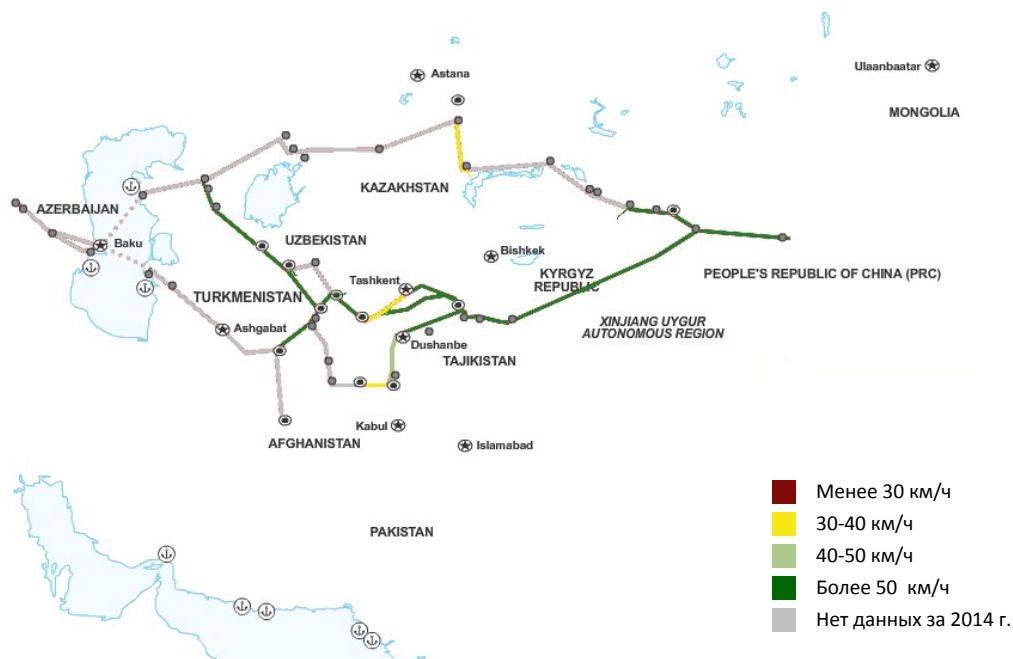 Astana
Ulaanbaatar
MONGOLIA
KAZAKHSTAN
AZERBAIJAN
Baku
UZBEKISTAN
Bishkek
Tashkent
KYRGYZ
REPUBLIC
PEOPLE'S REPUBLIC OF CHINA (PRC)
TURKMENISTAN
XINJIANG UYGUR
AUTONOMOUS REGION
Ashgabat
Dushanbe
TAJIKISTAN
Kabul
AFGHANISTAN
Islamabad
PAKISTAN
Менее 30 км/ч
30-40 км/ч
40-50 км/ч
Более 50 км/ч
Нет данных за 2014 г.